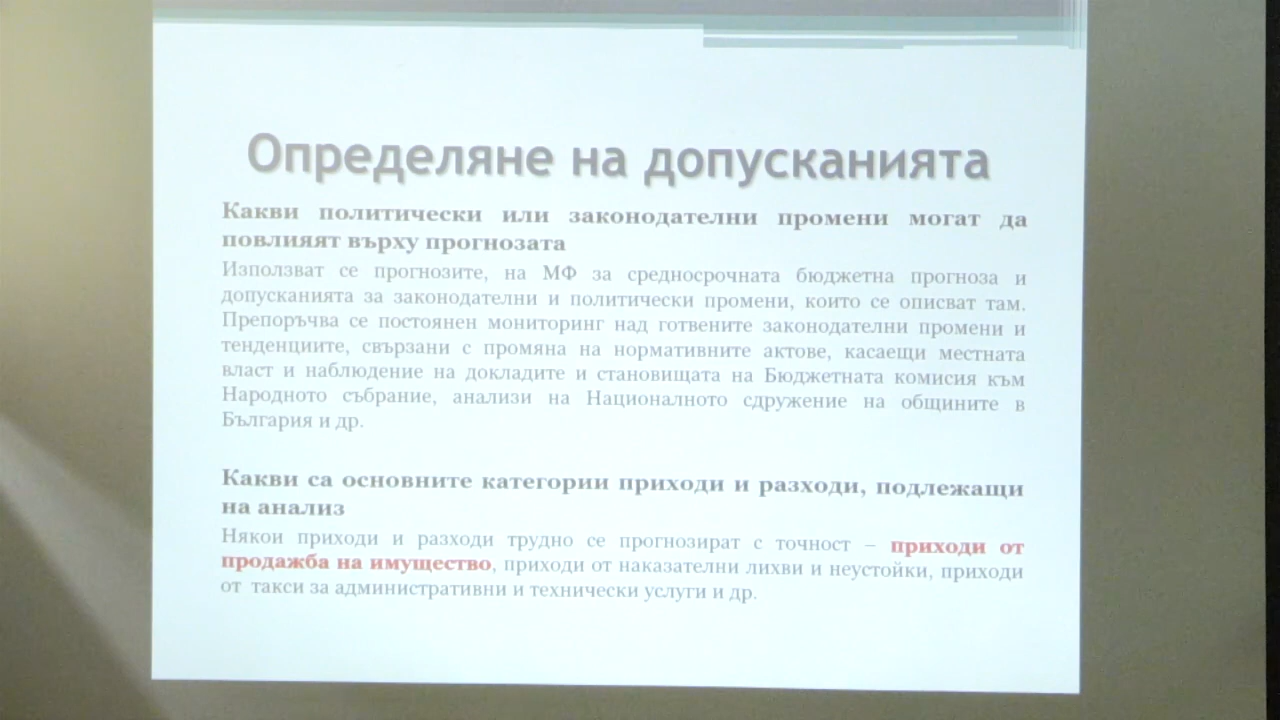 Определяне на допусканията
Какви политически или законодателни промени могат да
повлияят върху прогнозата
Използват се прогнозите, на МФ за средносрочната бюджетна прогноза и
допусканията за законодателни и политически промени, които се описват там.
Препоръчва се постоянен мониторинг над готвените законодателни промени и
тенденциите, свързани с промяна на нормативните актове, касаещи местната
власт и наблюдение на докладите и становищата на Бюджетната комисия към
Народното събрание, анализи на Националното сдружение на общините в
България и др.
Какви са основните категории приходи и разходи, подлежащи
на анализ
Някои приходи и разходи трудно се прогнозират с точност – приходи от
продажба на имущество, приходи от наказателни лихви и неустойки, приходи
от такси за административни и технически услуги и др.